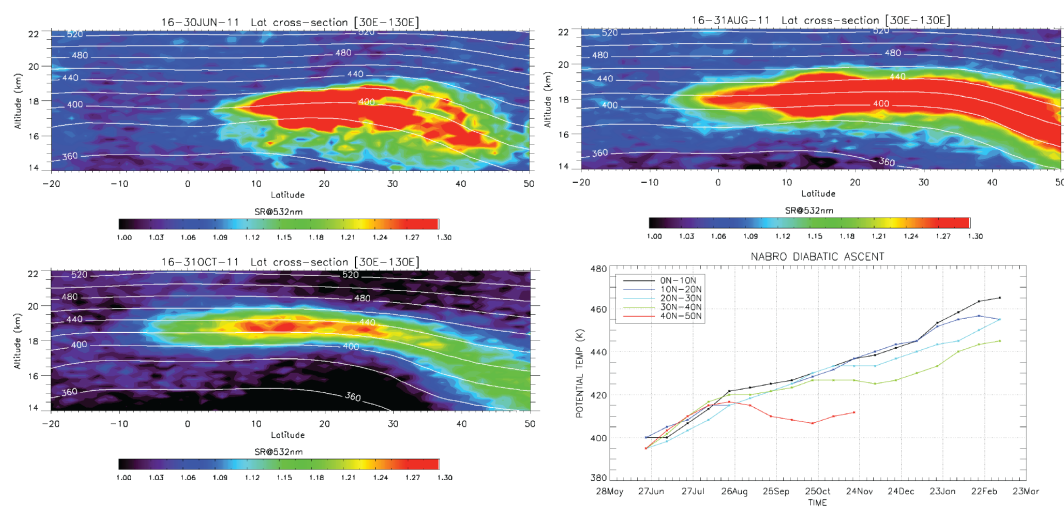 16-30JUN-11 Lat cross-section [30E-130E]
22
20
18
16
14
Altitude (km)
520
480
440
400
400
360
-20 -10 0 10 20 30 40 50
Latitude
SR@532nm
1.00 1.03 1.06 1.09 1.12 1.15 1.18 1.21 1.24 1.27 1.30
16-31AUG-11 Lat cross-section [30E-130E]
22
20
18
16
14
Altitude (km)
520
480
440
400
400
360
-20 -10 0 10 20 30 40 50
Latitude
SR@532nm
1.00 1.03 1.06 1.09 1.12 1.15 1.18 1.21 1.24 1.27 1.30
16-31OCT-11 Lat cross-section [30E-130E]
22
20
18
16
14
Altitude (km)
520
520
480
440
440
400
400
360
-20 -10 0 10 20 30 40 50
Latitude
SR@532nm
1.00 1.03 1.06 1.09 1.12 1.15 1.18 1.21 1.24 1.27 1.30
NABRO DIABATIC ASCENT
480
460
440
420
400
380
POTENTIAL TEMP (K)
0N-10N
10N-20N
20N-30N
30N-40N
40N-50N
28May 27Jun 27Jul 26Aug 25Sep 25Oct 24Nov 24Dec 23Jan 22Feb 23Mar
TIME